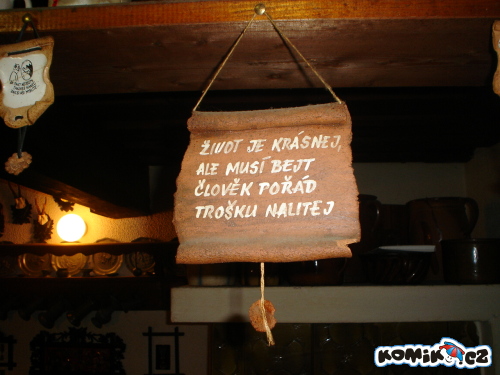 ŽIVOT JE KRÁSNEJ,
ALE MUSÍ BEJT
ČLOVĚK POŘÁD
TROŠKU NALITEJ
KOMIK.CZ